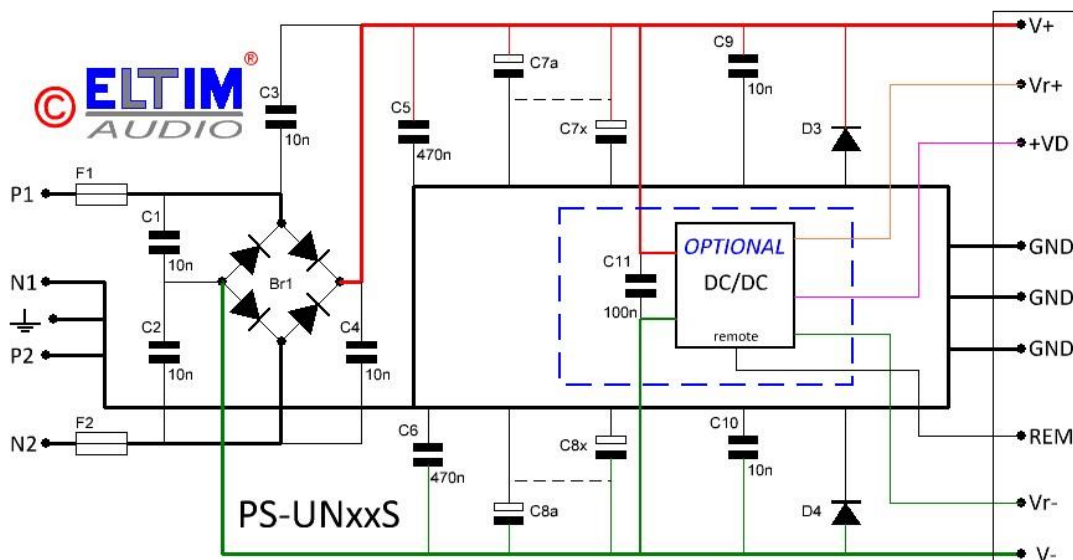 © ELTIM ®
AUDIO
V+
Vr+
+VD
GND
GND
GND
REM
Vr-
V-
P1
N1
P2
N2
F1
F2
C1
10n
C2
10n
C3
10n
C4
10n
Br1
C5
470n
C6
470n
C7a
C7x
C8x
C8a
C9
10n
C10
10n
D3
D4
C11
100n
OPTIONAL
DC/DC
remote
PS-UNxxS